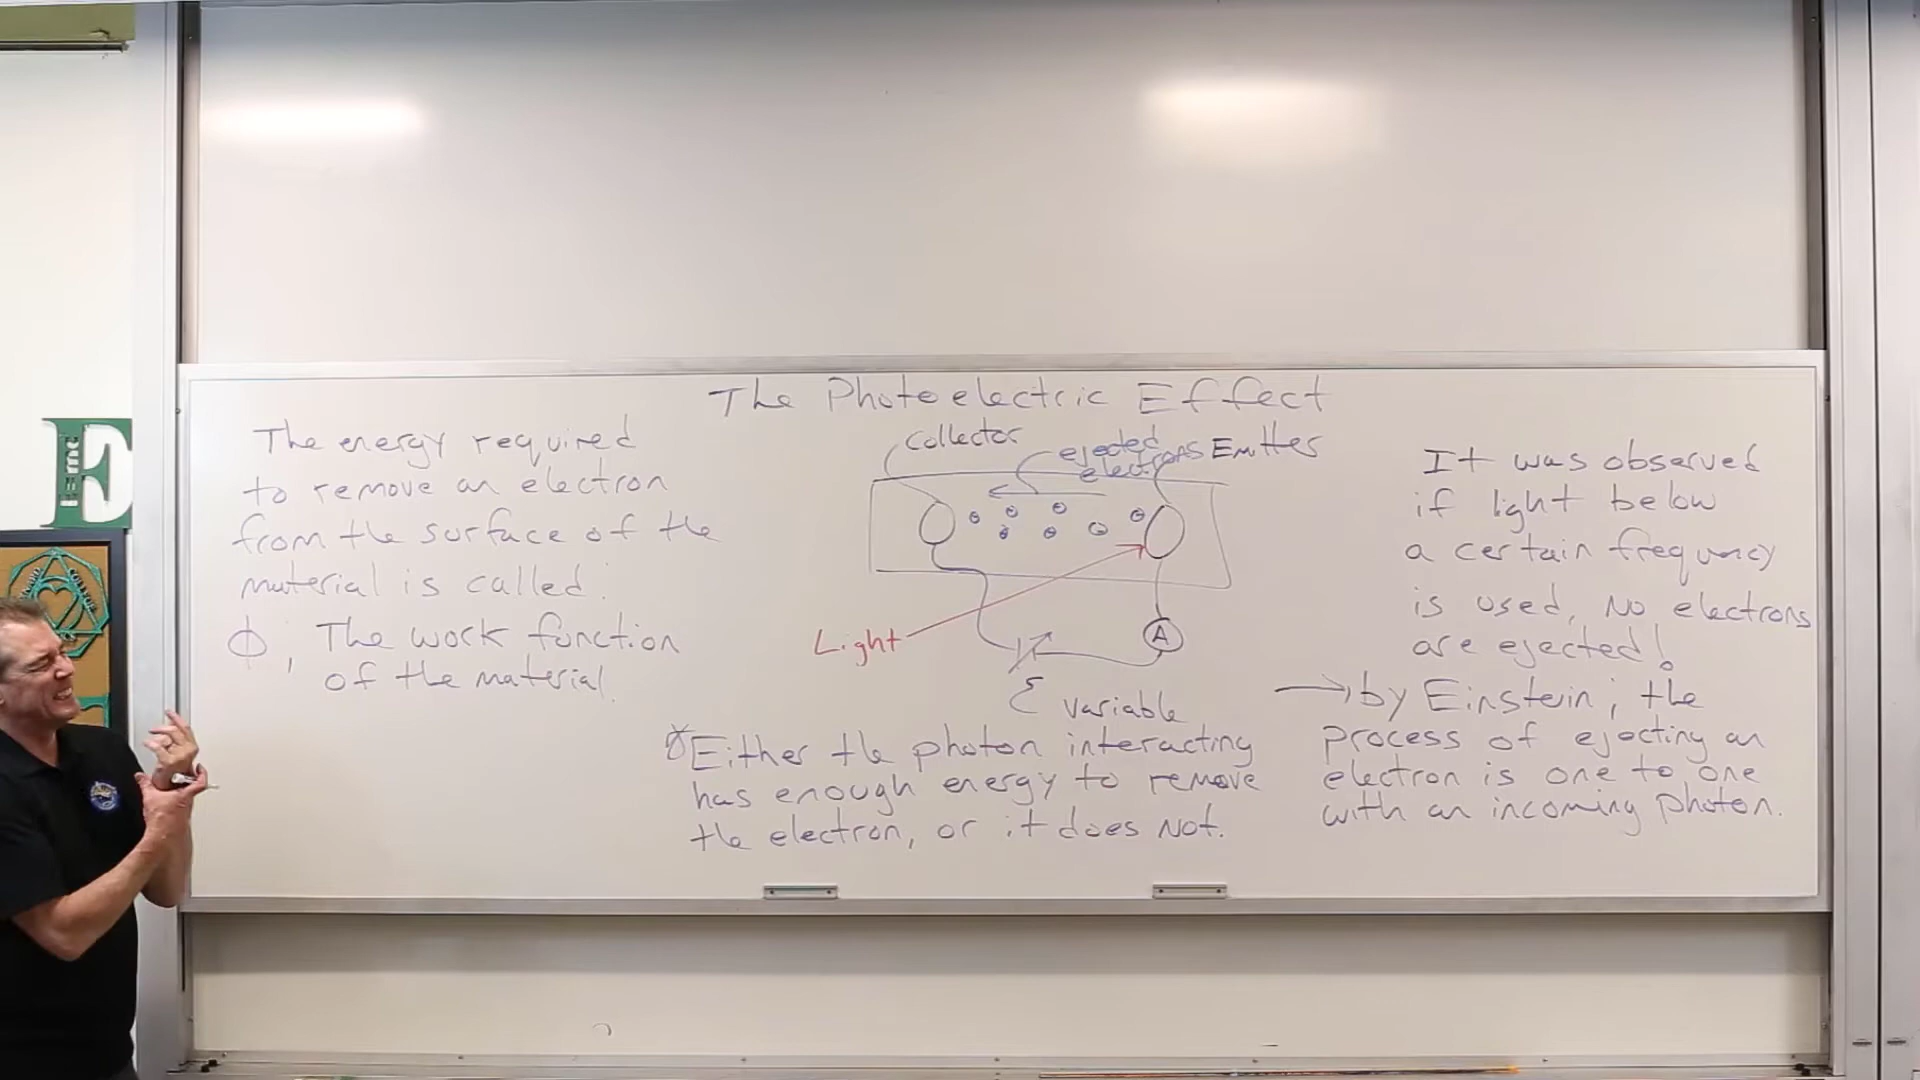 The Photoelectric Effect
The energy required
to remove an electron
from the surface of the
material is called:
Φ, The work function
of the material.
collector
ejected
electrons
Emitter
Light
A
ε variable
Either the photon interacting
has enough energy to remove
the electron, or it does not.
It was observed
if light below
a certain frequency
is used, No electrons
are ejected!
→ by Einstein; the
process of ejecting an
electron is one to one
with an incoming photon.
E